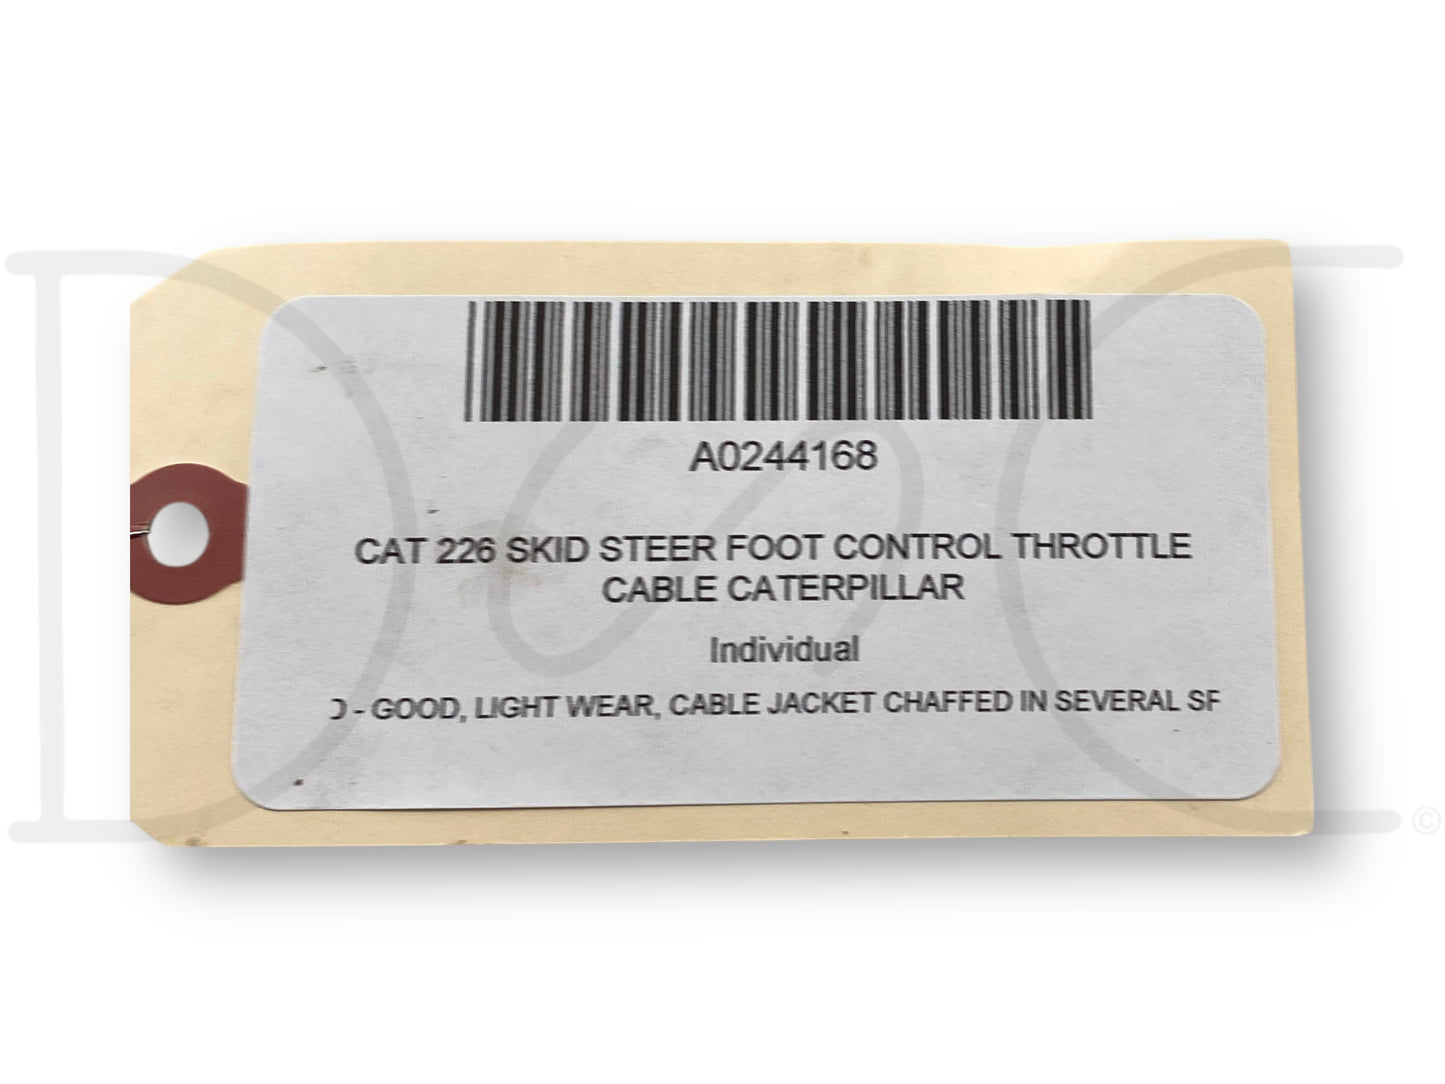 A0244168
CAT 226 SKID STEER FOOT CONTROL THROTTLE
CABLE CATERPILLAR
Individual
- GOOD, LIGHT WEAR, CABLE JACKET CHAFFED IN SEVERAL
©